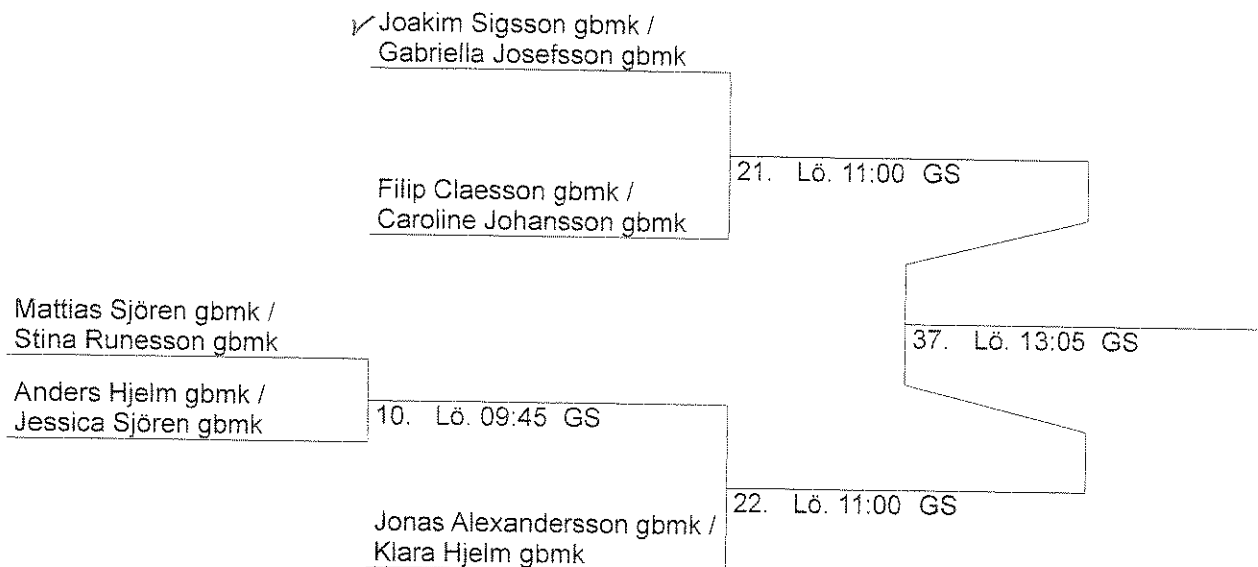 Joakim Sigsson gbmk /
Gabriella Josefsson gbmk
21. Lö. 11:00 GS
Filip Claesson gbmk /
Caroline Johansson gbmk
Mattias Sjören gbmk /
Stina Runesson gbmk
37. Lö. 13:05 GS
Anders Hjelm gbmk /
Jessica Sjören gbmk
10. Lö. 09:45 GS
22. Lö. 11:00 GS
Jonas Alexandersson gbmk /
Klara Hjelm gbmk